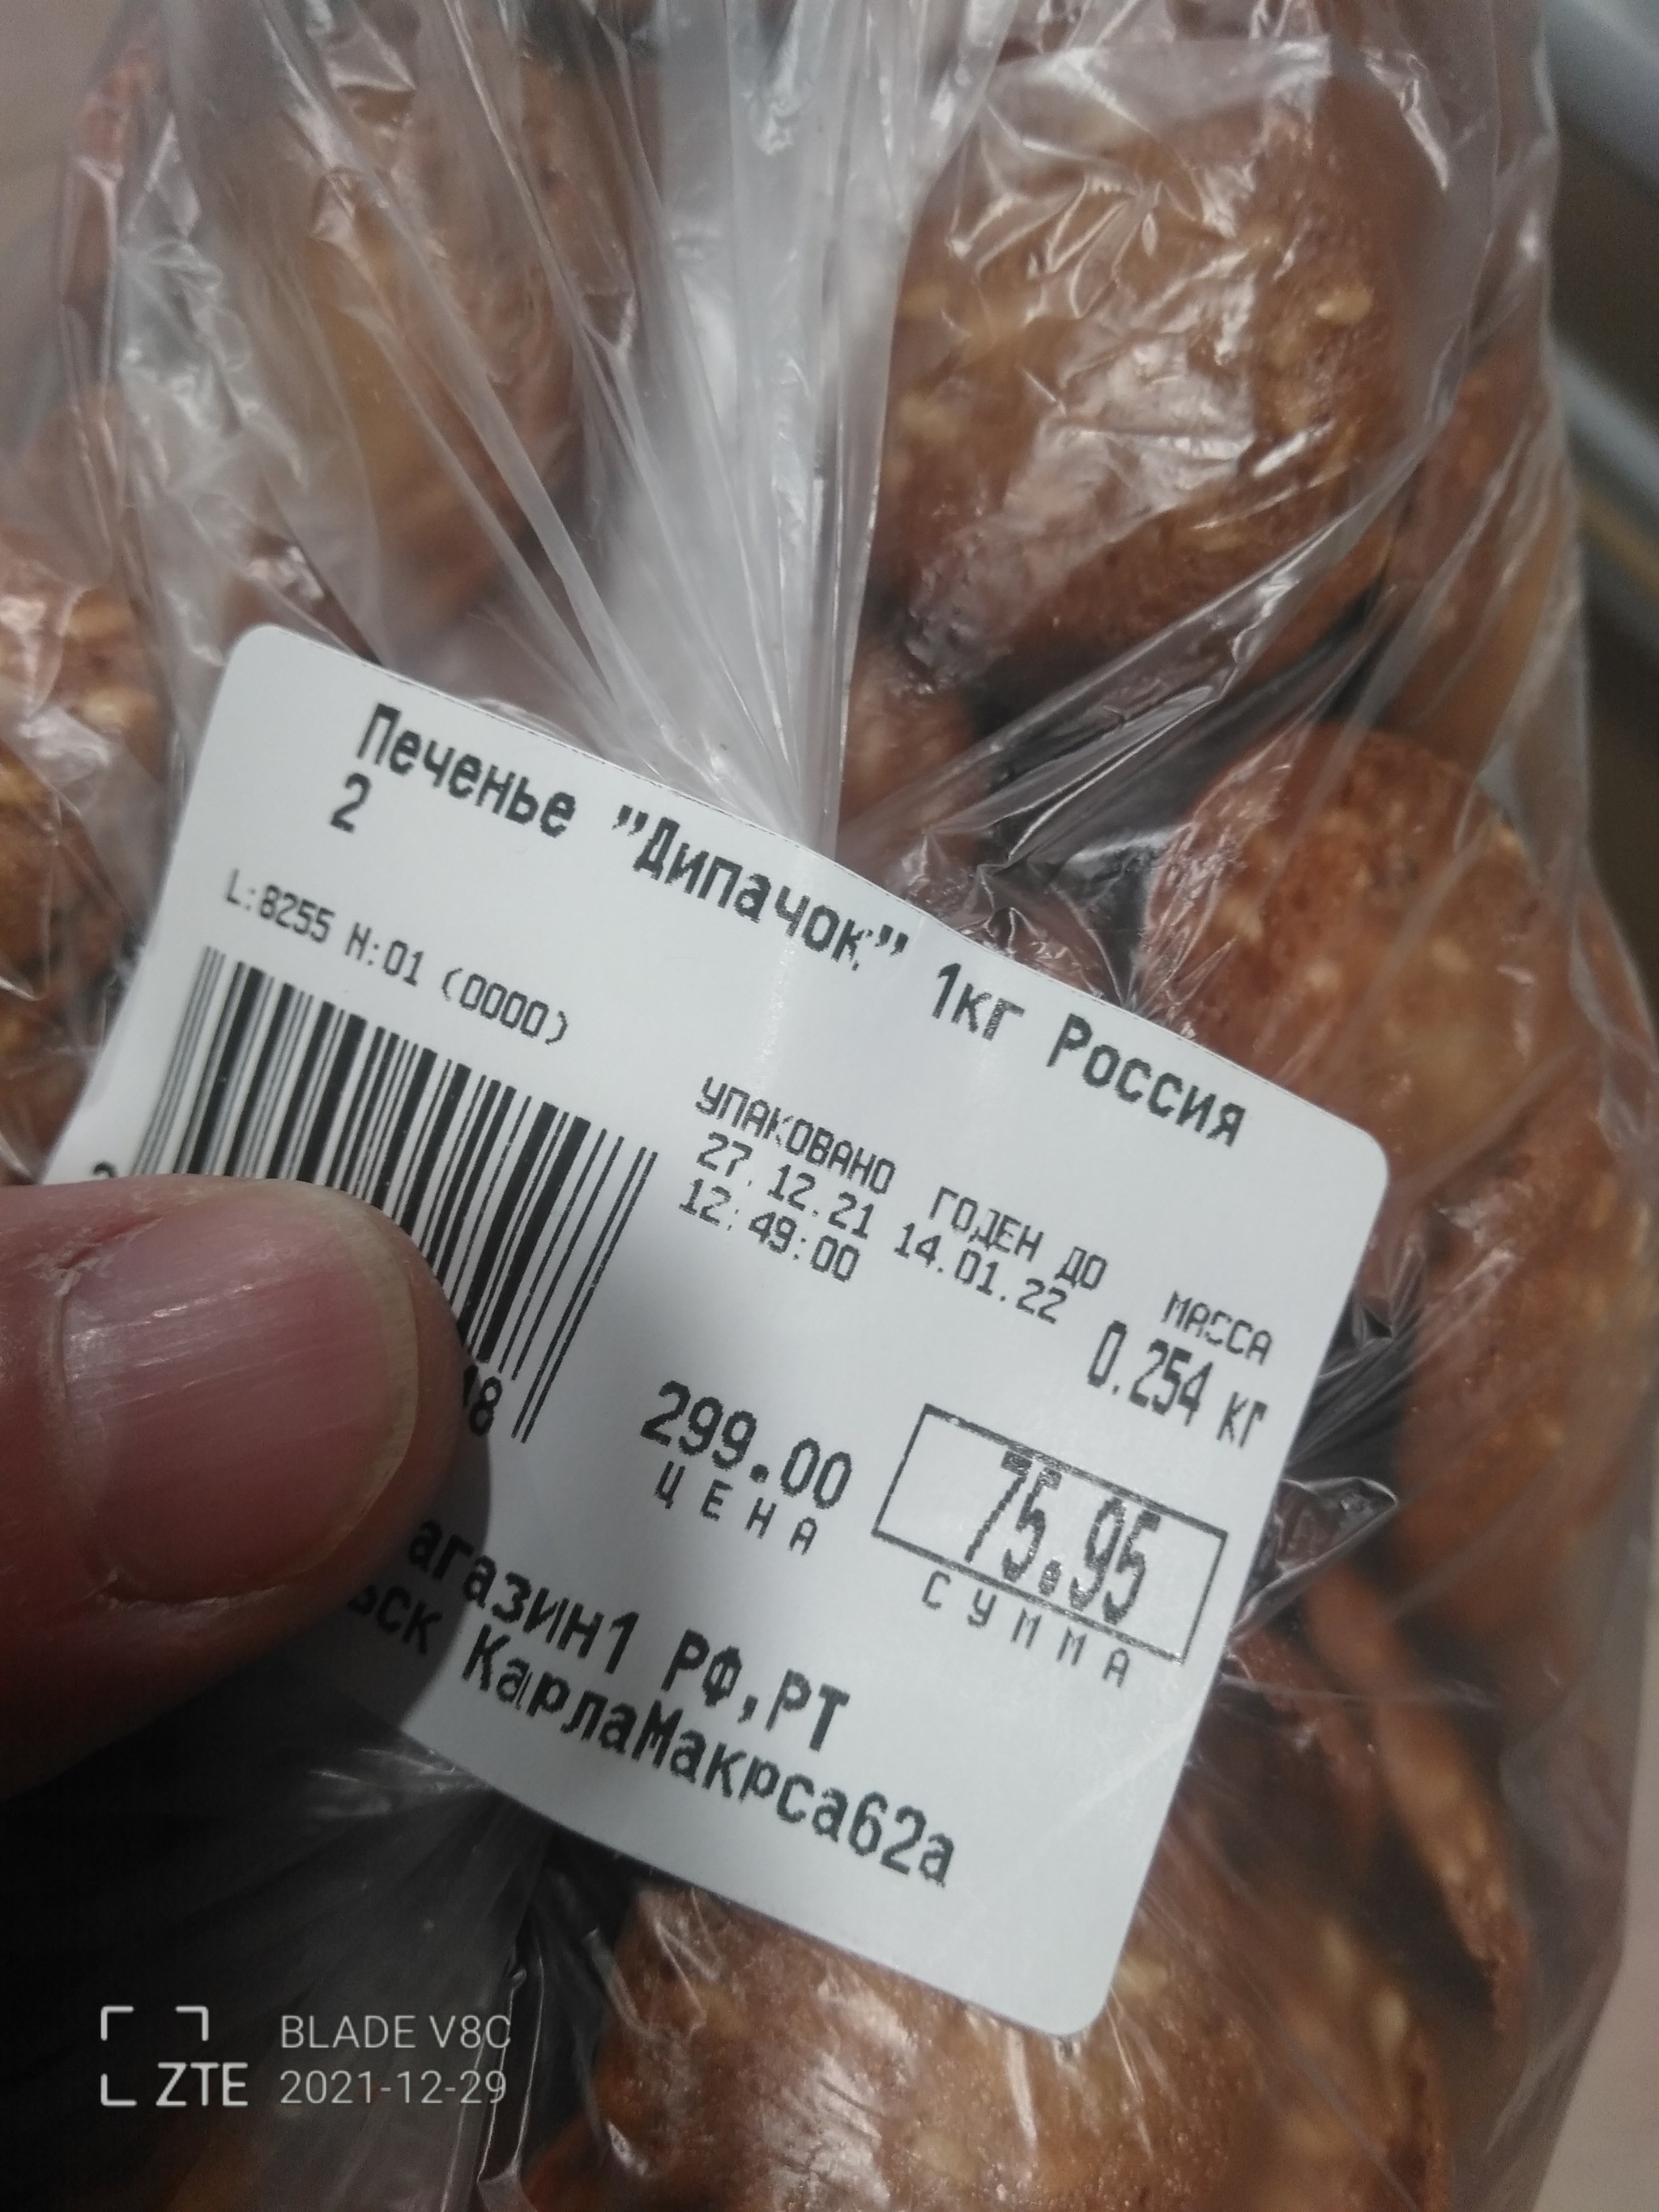 Печенье "Дипачок" 1кг Россия
2
L:8255 H:01 (0000)
УПАКОВАНО ГОДЕН ДО МАССА
27.12.21 14.01.22 0.254 КГ
12:49:00
299.00 75.95
ЦЕНА СУММА
агазин1 РФ,РТ
ьск КарлаМакрса62а
BLADE V8C
ZTE 2021-12-29